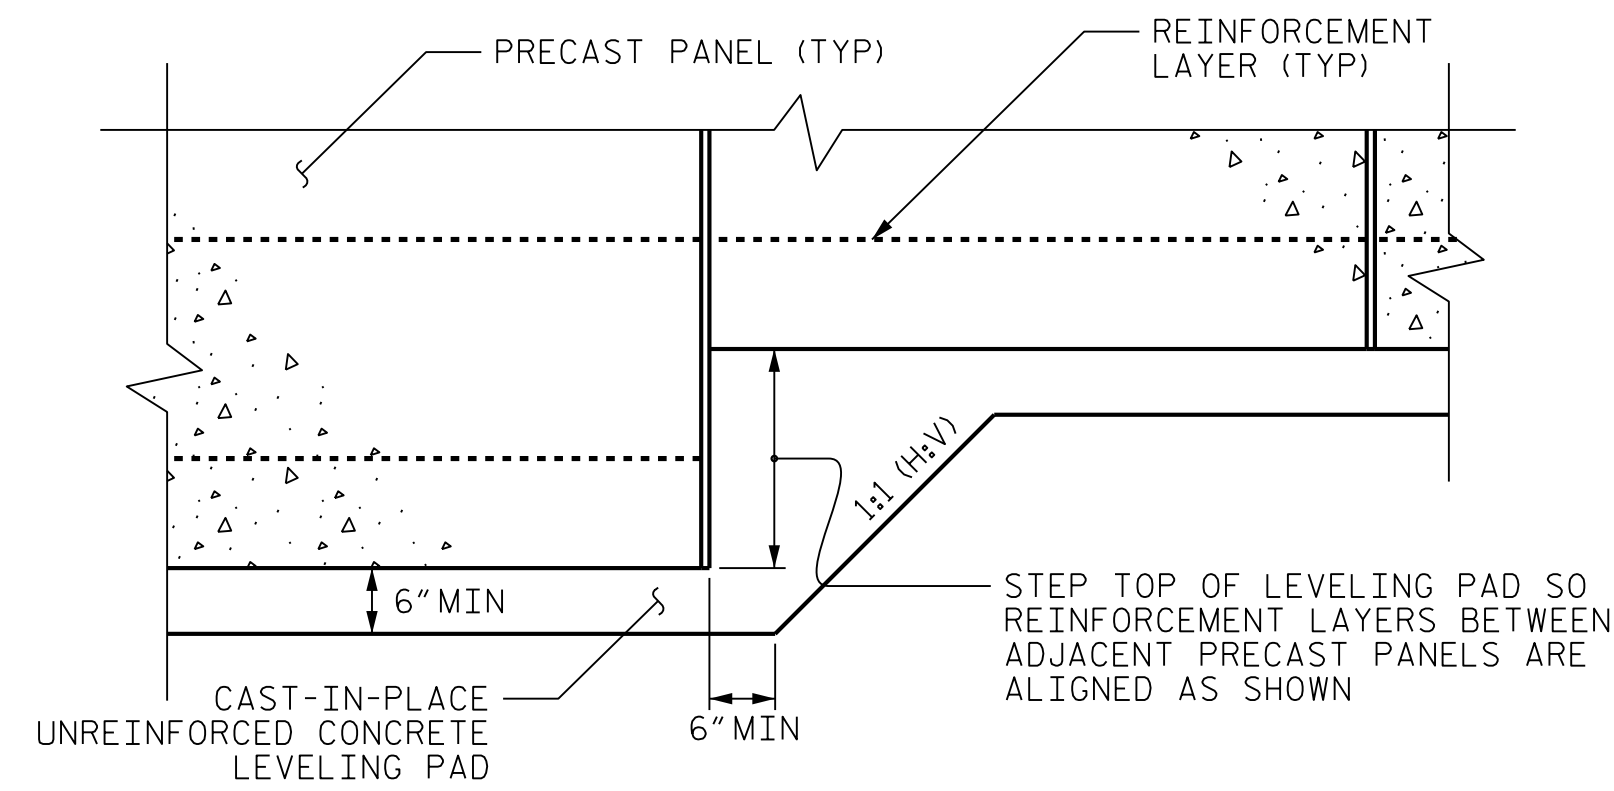 PRECAST PANEL (TYP)
REINFORCEMENT
LAYER (TYP)
1:1 (H:V)
6" MIN
STEP TOP OF LEVELING PAD SO
REINFORCEMENT LAYERS BETWEEN
ADJACENT PRECAST PANELS ARE
ALIGNED AS SHOWN
CAST-IN-PLACE
UNREINFORCED CONCRETE
LEVELING PAD
6" MIN